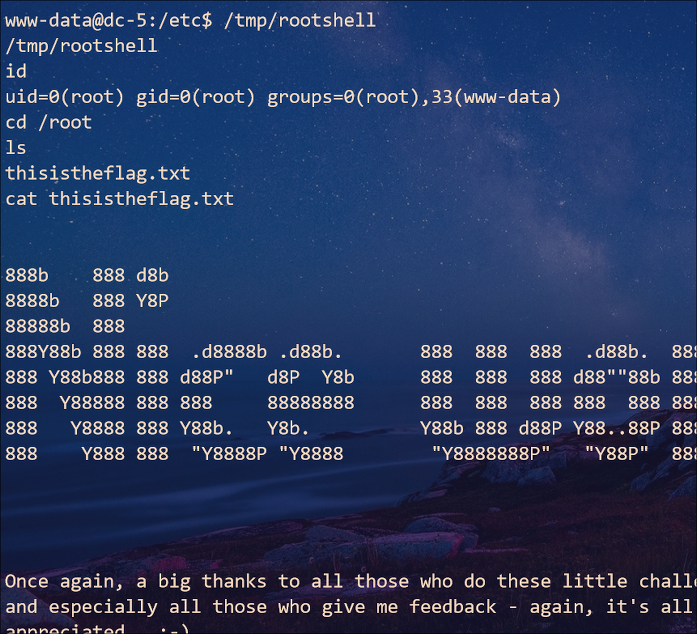 www-data@dc-5:/etc$ /tmp/rootshell
/tmp/rootshell
id
uid=0(root) gid=0(root) groups=0(root),33(www-data)
cd /root
ls
thisistheflag.txt
cat thisistheflag.txt
888b    888 d8b
8888b   888 Y8P
88888b  888
888Y88b 888 888  .d8888b .d88b.       888  888  888  .d88b.  88
888 Y88b888 888 d88P"   d8P  Y8b      888  888  888 d88""88b 88
888  Y88888 888 888     88888888      888  888  888 888  888 88
888   Y8888 888 Y88b.   Y8b.          Y88b 888 d88P Y88..88P 88
888    Y888 888  "Y8888P "Y8888        "Y8888888P"   "Y88P"  88
Once again, a big thanks to all those who do these little
and especially all those who give me feedback - again, it's all
appreciated... :-)